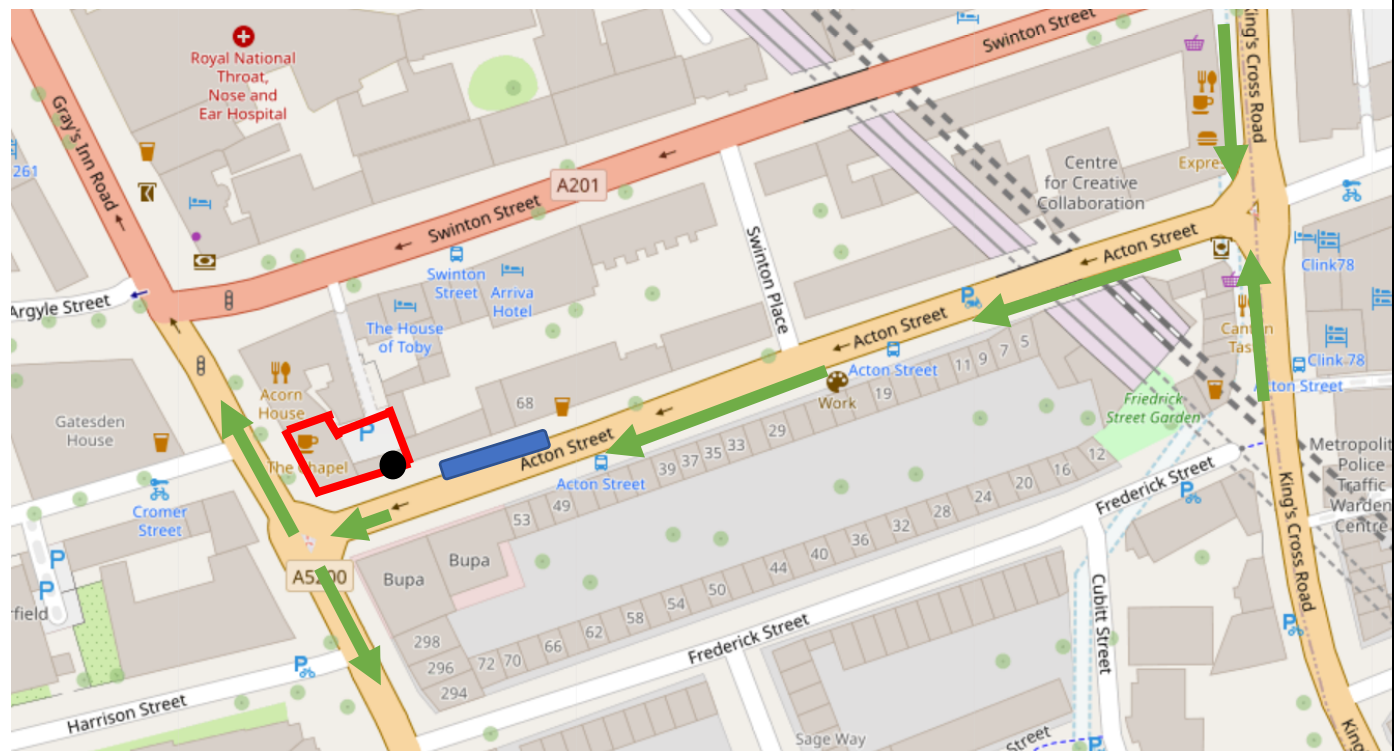 Swinton Street
King's Cross Road
Royal National
Throat,
Nose and
Ear Hospital
Gray's Inn Road
261
Centre
for Creative
Collaboration
Expre
A201
Swinton Street
Swinton
Street
Arriva
Hotel
The House
of Toby
Swinton Place
Acton Street
Clink78
Argyle Street
Acton Street
Acton Street
Work
5
7
9
11
19
Clink 78
Acton Street
Friedrick
Street Garden
Acorn
House
68
Gatesden
House
P
The Chapel
29
33
35
37
39
Acton Street
Acton Street
49
53
12
16
20
24
28
32
36
40
44
50
54
58
62
66
70
72
Frederick Street
Metropolit
Police
Traffic
Warden
Centre
P
Cromer
Street
King's Cross Road
P
P
rfield
Bupa
Bupa
298
296
294
P
Harrison Street
Frederick Street
Cubitt Street
P
Sage Way
Street
P
King